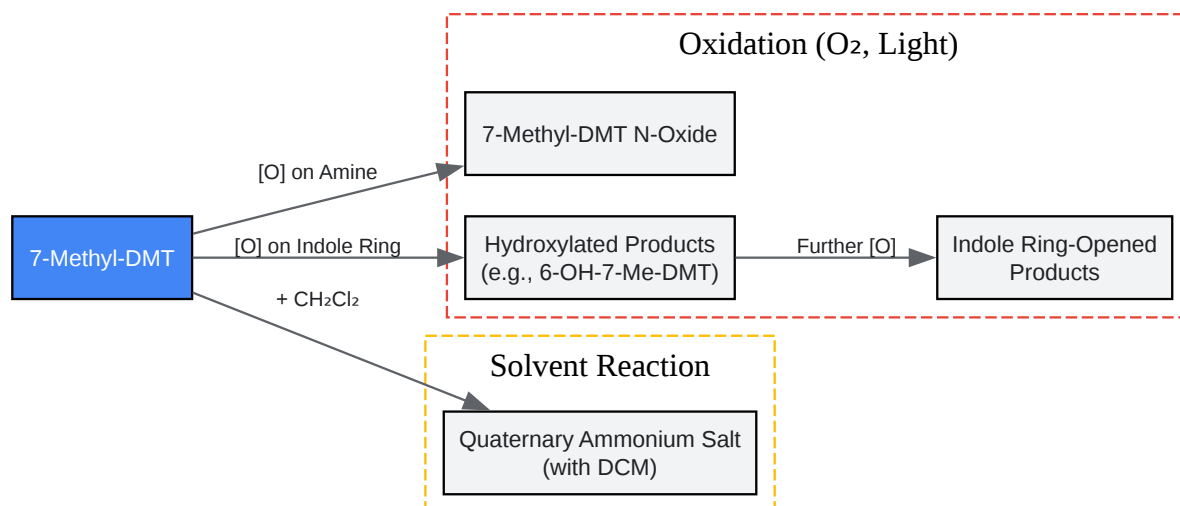 Oxidation (O₂, Light)
7-Methyl-DMT N-Oxide
[O] on Amine
7-Methyl-DMT
[O] on Indole Ring
Hydroxylated Products
(e.g., 6-OH-7-Me-DMT)
Further [O]
Indole Ring-Opened
Products
+ CH₂Cl₂
Solvent Reaction
Quaternary Ammonium Salt
(with DCM)